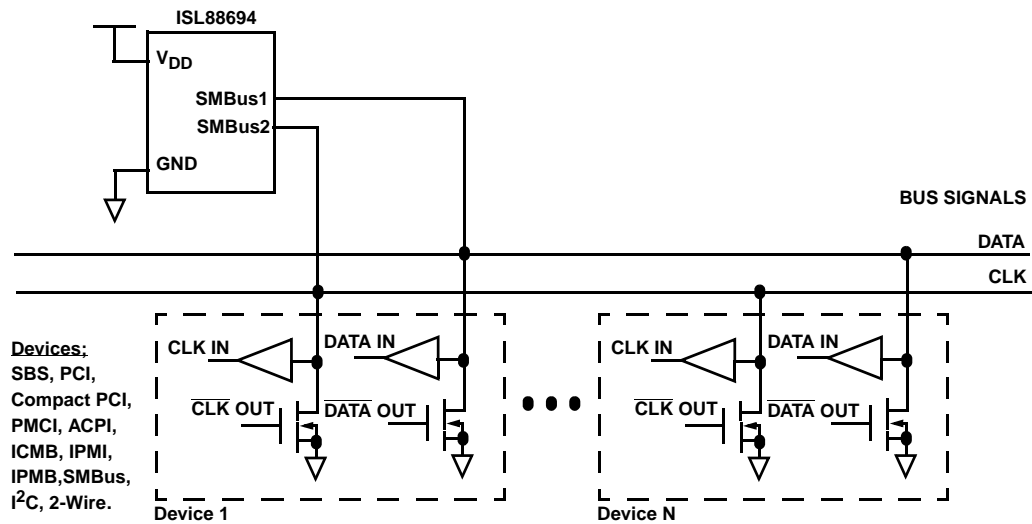 ISL88694
VDD
SMBus1
SMBus2
GND
BUS SIGNALS
DATA
CLK
Devices;
SBS, PCI,
Compact PCI,
PMCI, ACPI,
ICMB, IPMI,
IPMB,SMBus,
I2C, 2-Wire.
CLK IN
DATA IN
CLK OUT
DATA OUT
Device 1
CLK IN
DATA IN
CLK OUT
DATA OUT
Device N